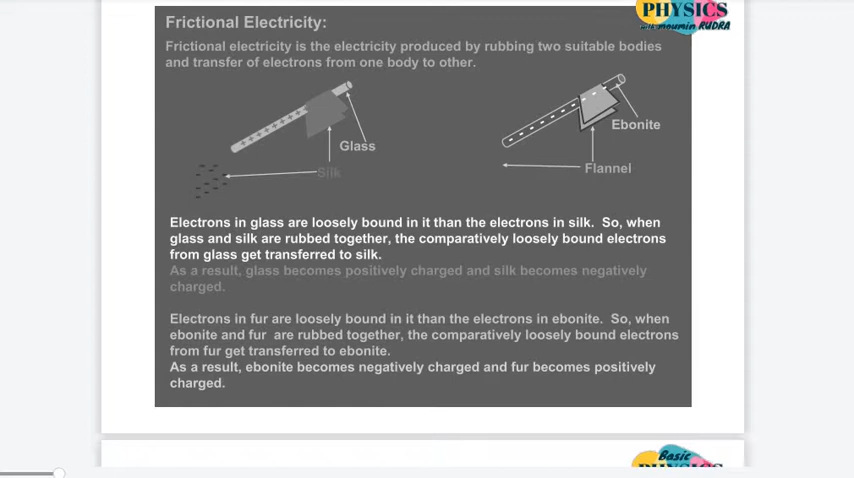 PHYSICS
with moumin RUDRA
Frictional Electricity:
Frictional electricity is the electricity produced by rubbing two suitable bodies
and transfer of electrons from one body to other.
Glass
Silk
Ebonite
Flannel
Electrons in glass are loosely bound in it than the electrons in silk. So, when
glass and silk are rubbed together, the comparatively loosely bound electrons
from glass get transferred to silk.
As a result, glass becomes positively charged and silk becomes negatively
charged.
Electrons in fur are loosely bound in it than the electrons in ebonite. So, when
ebonite and fur are rubbed together, the comparatively loosely bound electrons
from fur get transferred to ebonite.
As a result, ebonite becomes negatively charged and fur becomes positively
charged.
Basic
PHYSICS